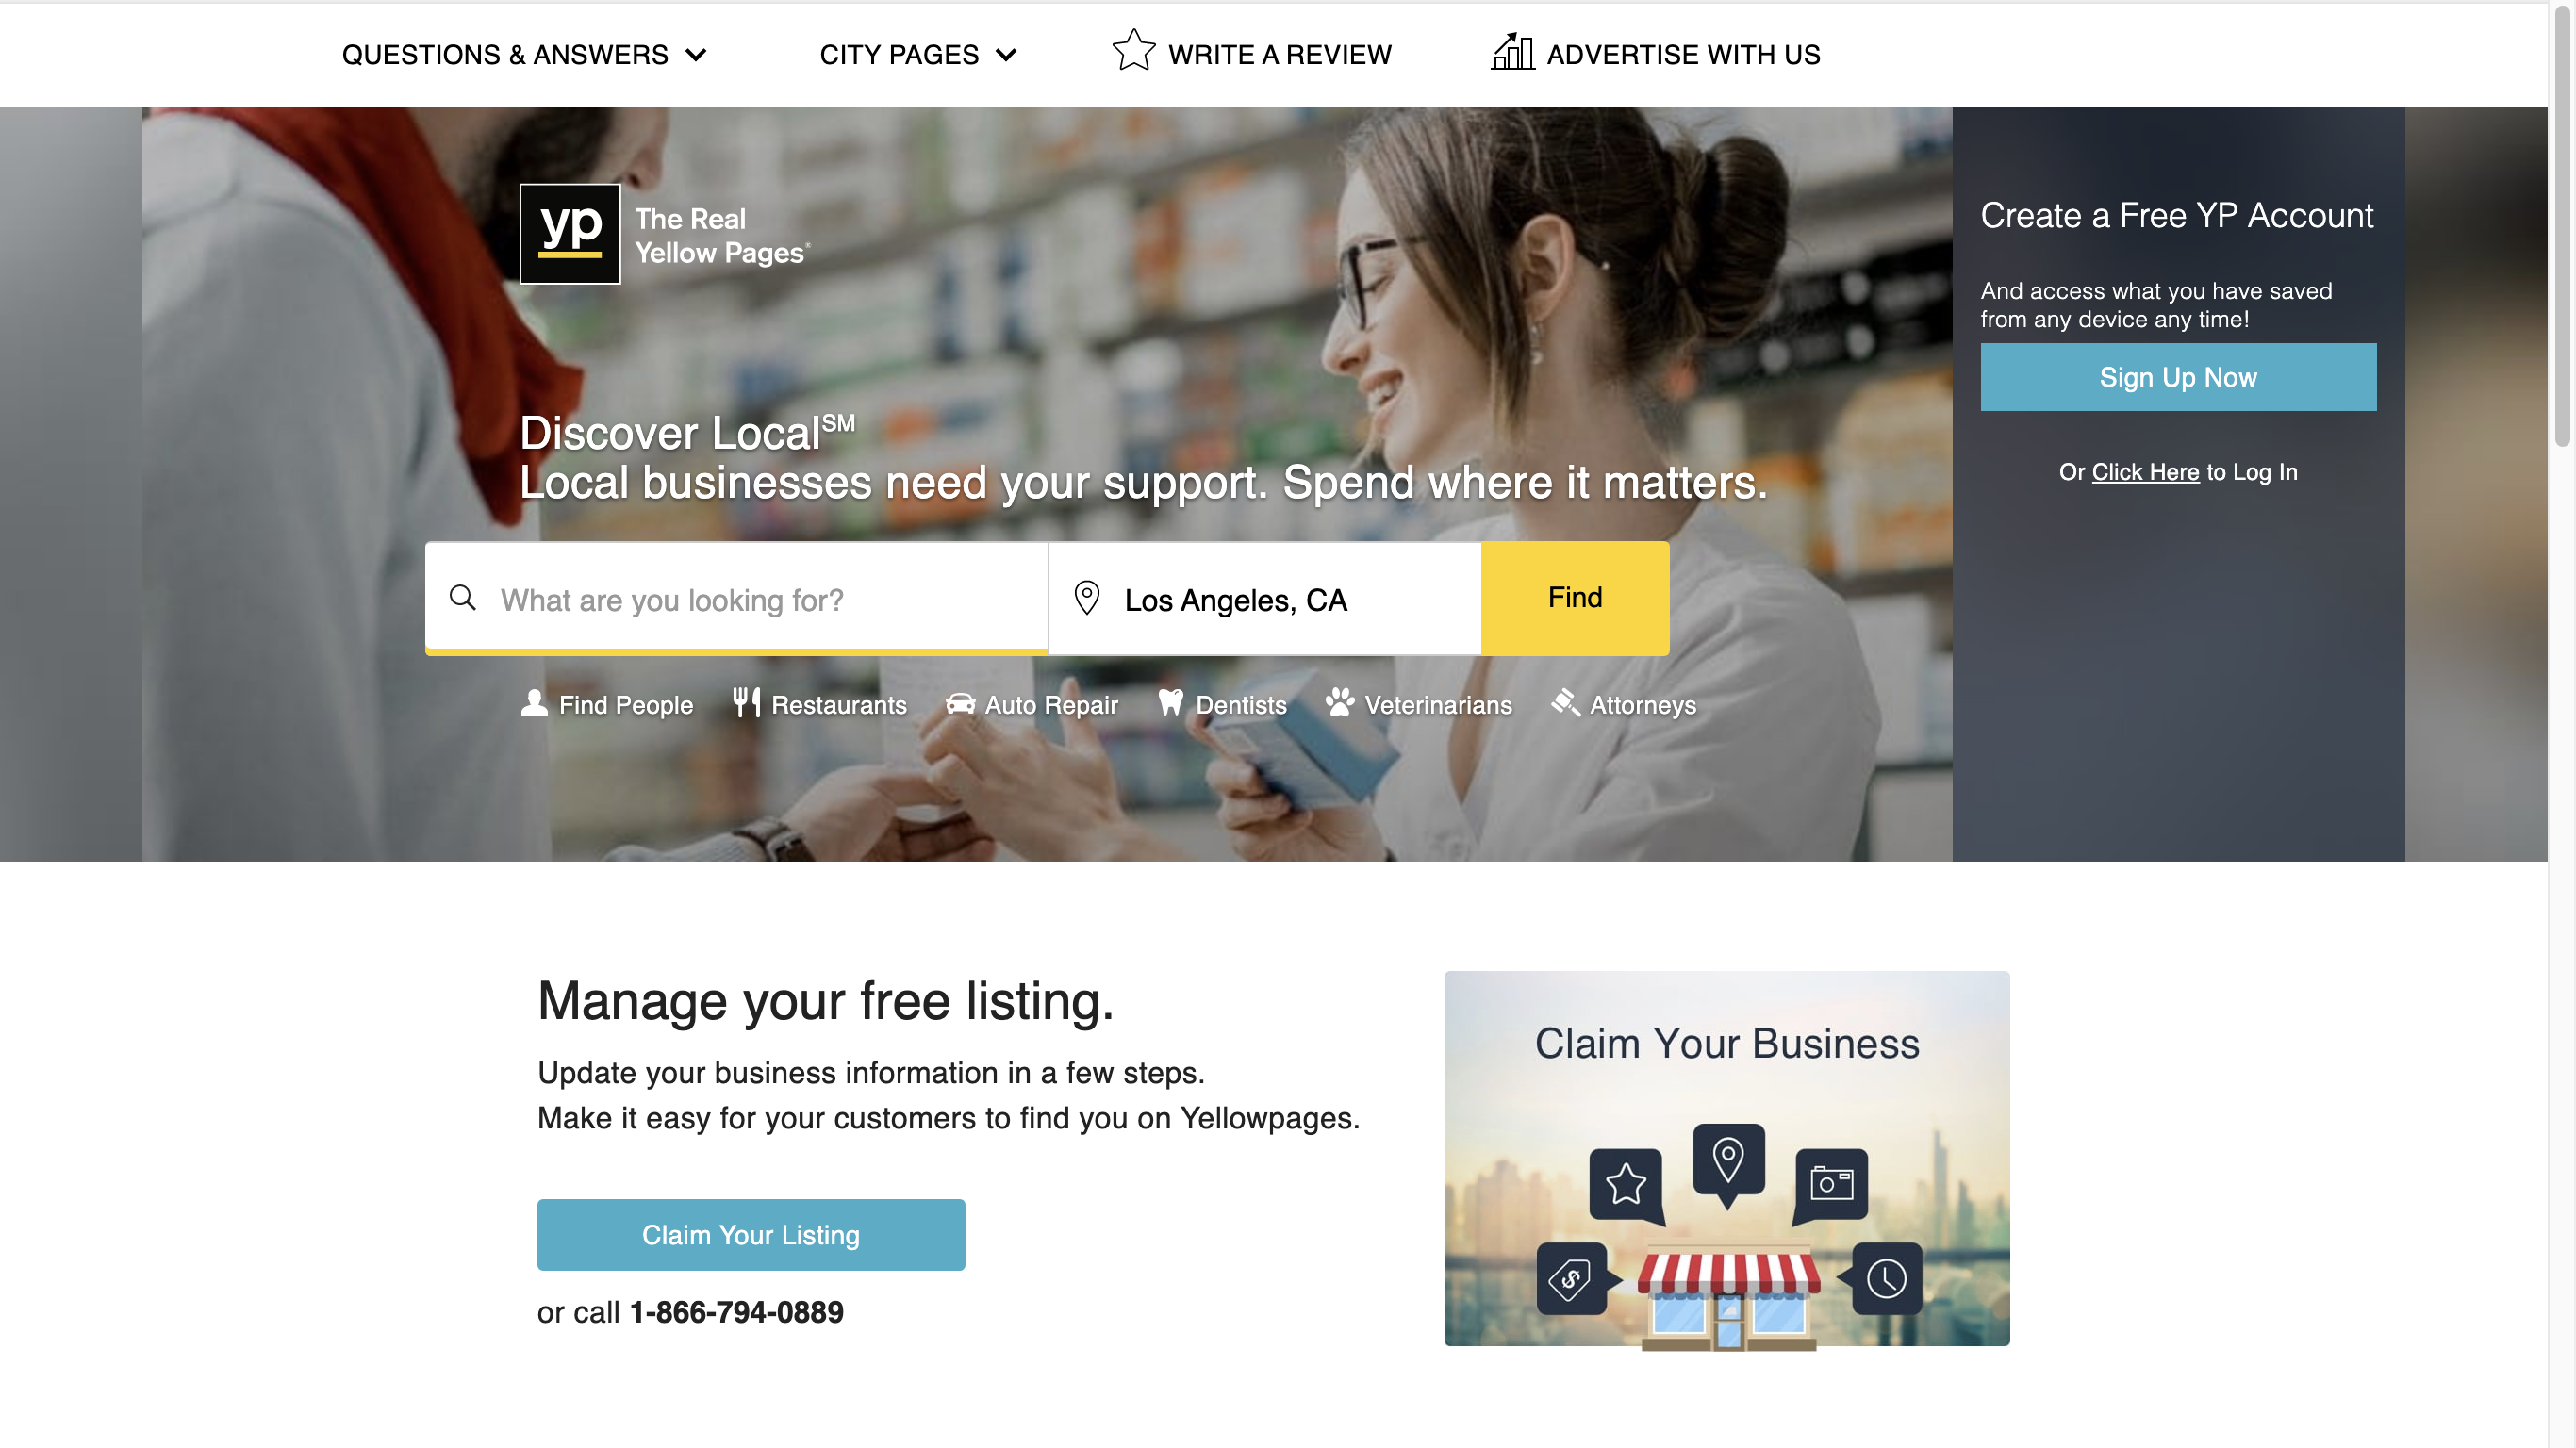 QUESTIONS & ANSWERS
CITY PAGES
WRITE A REVIEW
ADVERTISE WITH US
yp
The Real
Yellow Pages®
Discover Local℠
Local businesses need your support. Spend where it matters.
What are you looking for?
Los Angeles, CA
Find
Find People
Restaurants
Auto Repair
Dentists
Veterinarians
Attorneys
Create a Free YP Account
And access what you have saved
from any device any time!
Sign Up Now
Or Click Here to Log In
Manage your free listing.
Update your business information in a few steps.
Make it easy for your customers to find you on Yellowpages.
Claim Your Listing
or call 1-866-794-0889
Claim Your Business
$